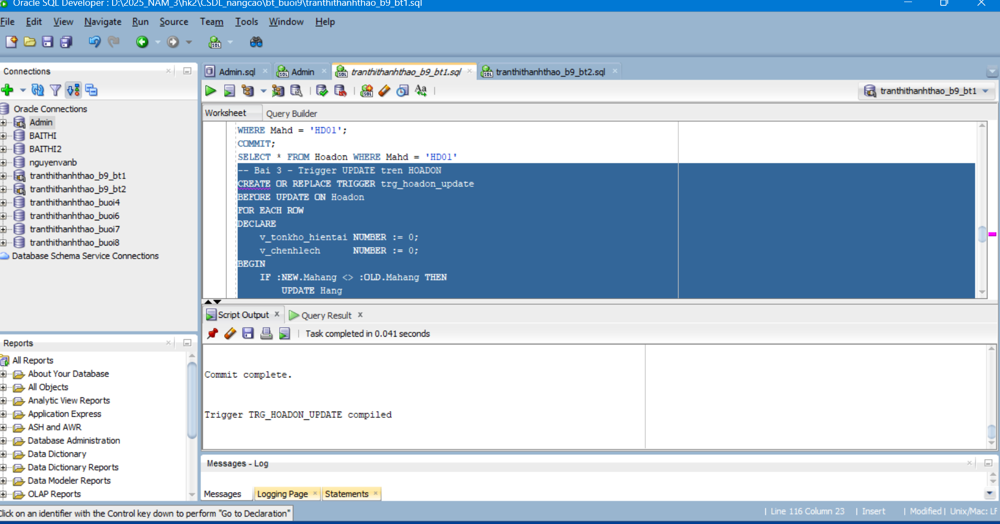 Oracle SQL Developer : D:\2025_NAM_3\hk2\CSDL_nangcao\bt_buoi9\tranthithanhthao_b9_bt1.sql
File Edit View Navigate Run Source Team Tools Window Help
Connections
Oracle Connections
Admin
BAITHI
BAITHI2
nguyenvanb
tranthithanhthao_b9_bt1
tranthithanhthao_b9_bt2
tranthithanhthao_buoi4
tranthithanhthao_buoi6
tranthithanhthao_buoi7
tranthithanhthao_buoi8
Database Schema Service Connections
Reports
All Reports
About Your Database
All Objects
Analytic View Reports
Application Express
ASH and AWR
Database Administration
Data Dictionary
Data Dictionary Reports
Data Modeler Reports
OLAP Reports
Admin.sql Admin tranthithanhthao_b9_bt1.sql tranthithanhthao_b9_bt2.sql
tranthithanhthao_b9_bt1
Worksheet Query Builder
WHERE Mahd = 'HD01';
COMMIT;
SELECT * FROM Hoadon WHERE Mahd = 'HD01'
-- Bai 3 - Trigger UPDATE tren HOADON
CREATE OR REPLACE TRIGGER trg_hoadon_update
BEFORE UPDATE ON Hoadon
FOR EACH ROW
DECLARE
v_tonkho_hientai NUMBER := 0;
v_chenhlech NUMBER := 0;
BEGIN
IF :NEW.Mahang <> :OLD.Mahang THEN
UPDATE Hang
Script Output x Query Result x
Task completed in 0.041 seconds
Commit complete.
Trigger TRG_HOADON_UPDATE compiled
Messages - Log
Messages Logging Page Statements
Click on an identifier with the Control key down to perform "Go to Declaration"
| Line 116 Column 23 | Insert | Modified | Unix/Mac: LF